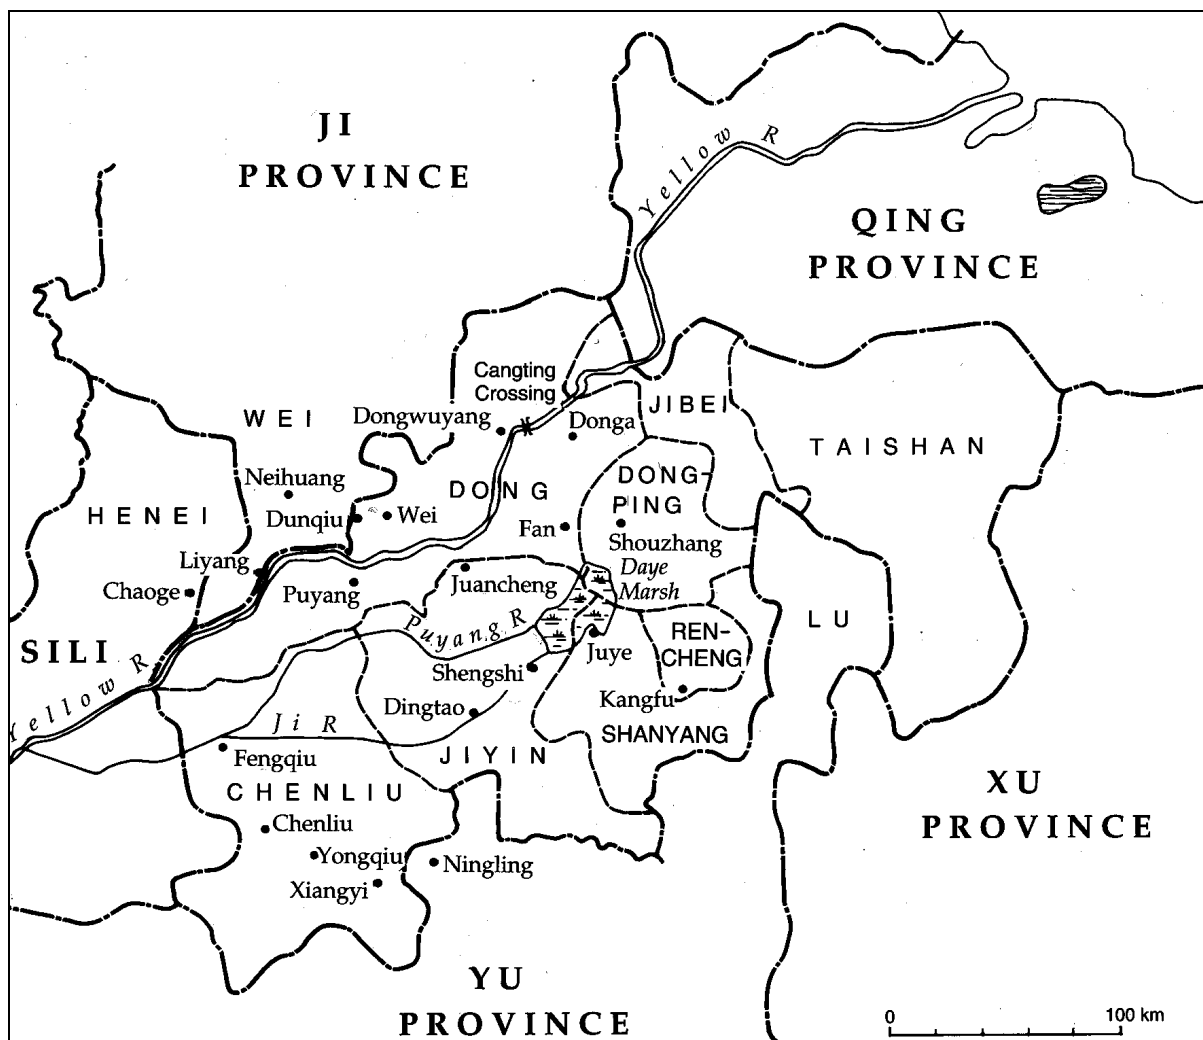 JI
PROVINCE
Yellow R
QING
PROVINCE
Cangting
Crossing
JIBEI
WEI
Dongwuyang
Donga
TAISHAN
Neihuang
DONG-
PING
HENEI
Dunqiu
Wei
DONG
Fan
Shouzhang
Liyang
Daye
Marsh
Chaoge
Puyang
Juancheng
LU
Puyang R
REN-
CHENG
SILI
Juye
Shengshi
Yellow R
Kangfu
Dingtao
Ji R
SHANYANG
Fengqiu
JIYIN
CHENLIU
XU
PROVINCE
Chenliu
Yongqiu
Ningling
Xiangyi
YU
PROVINCE
0 100 km